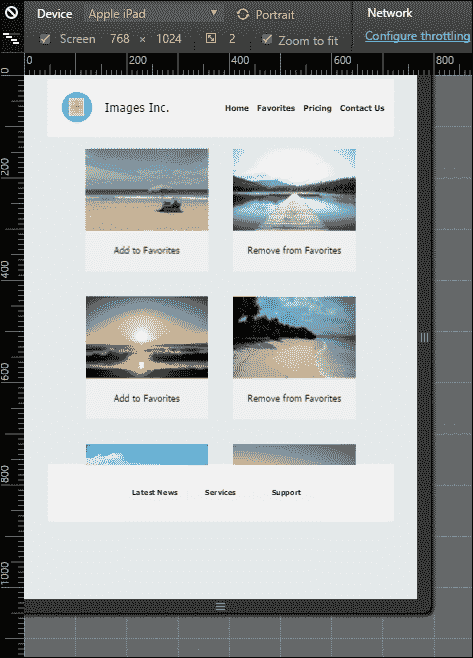 Device Apple iPad Portrait Network
Screen 768 × 1024 2 Zoom to fit Configure throttling
0 200 400 600 800
0
200
400
600
800
1000
Images Inc. Home Favorites Pricing Contact Us
Add to Favorites Remove from Favorites
Add to Favorites Remove from Favorites
Latest News Services Support